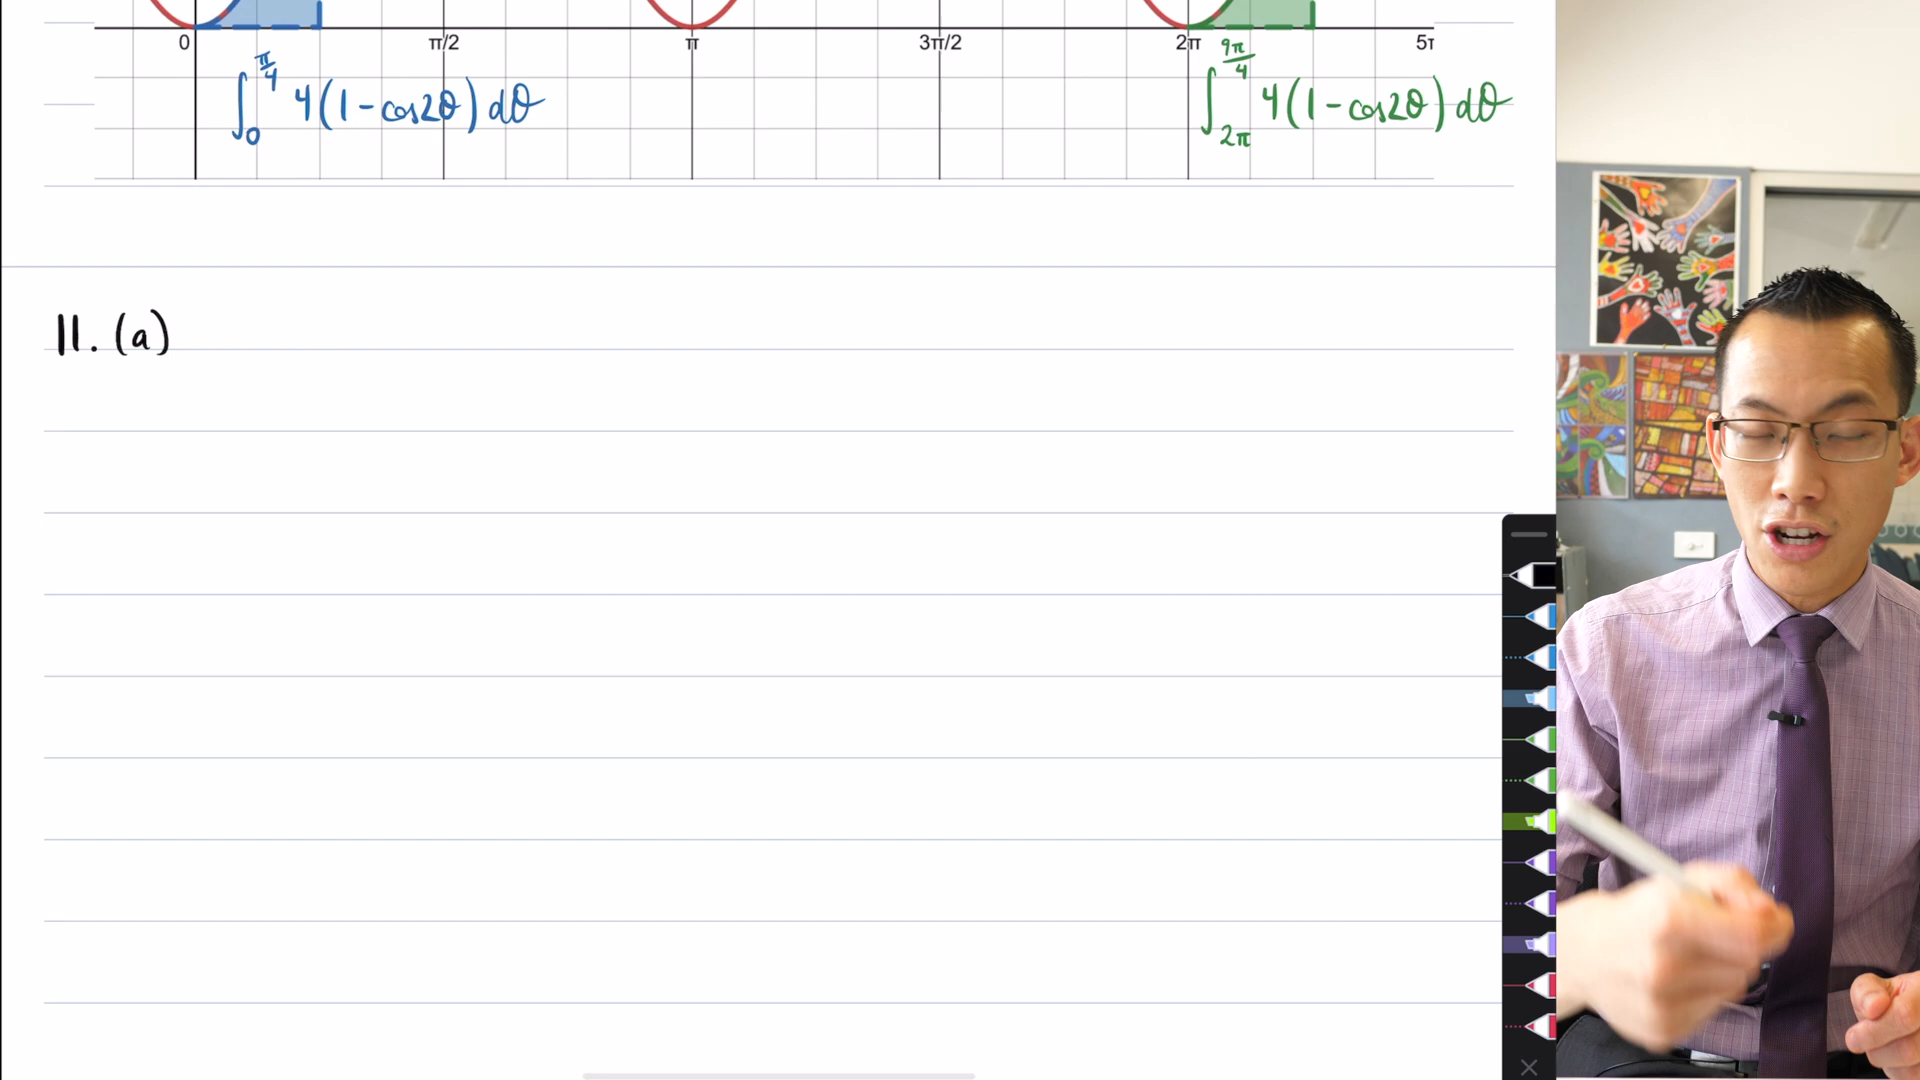 0 π/2 π 3π/2 2π 5π
∫_0^{π/4} 4(1-cos2θ)dθ
∫_{2π}^{9π/4} 4(1-cos2θ)dθ
11. (a)